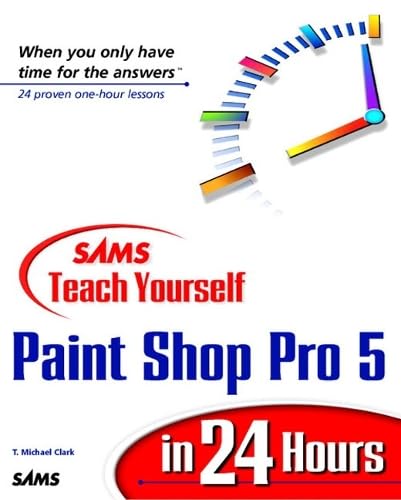 When you only have
time for the answers™
24 proven one-hour lessons
SAMS
Teach Yourself
Paint Shop Pro 5
T. Michael Clark
in 24 Hours
SAMS